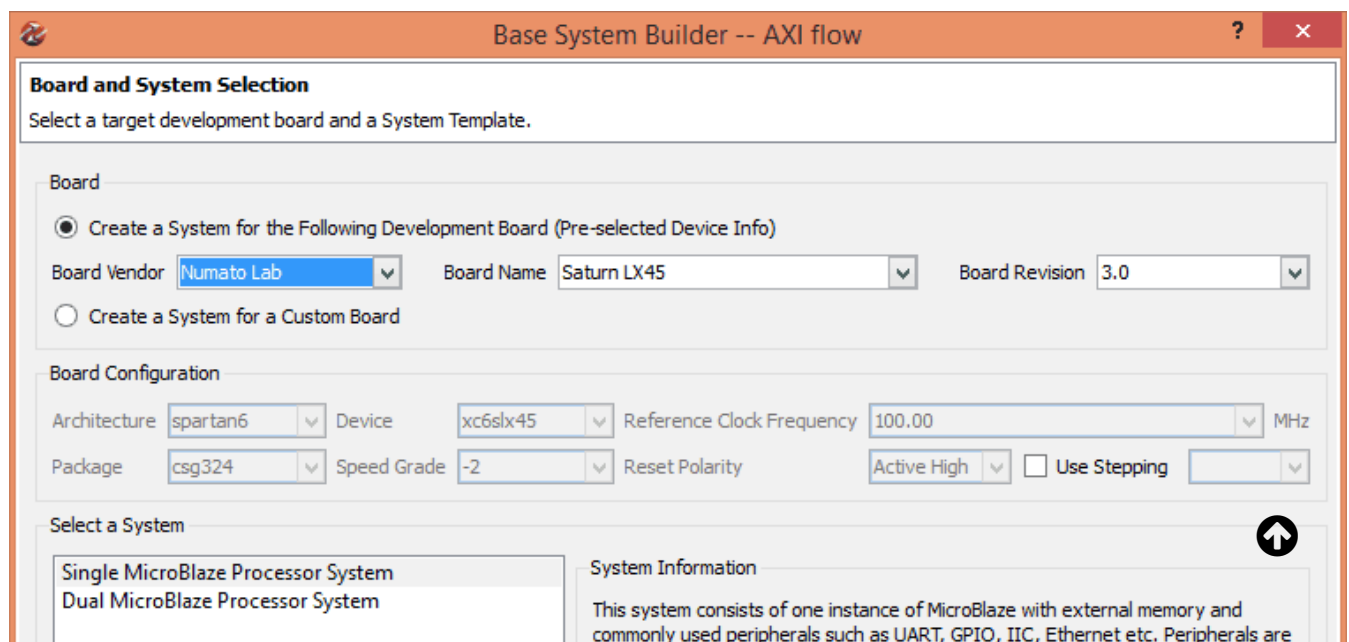 Base System Builder -- AXI flow ?
Board and System Selection
Select a target development board and a System Template.
Board
Create a System for the Following Development Board (Pre-selected Device Info)
Board Vendor Numato Lab Board Name Saturn LX45 Board Revision 3.0
Create a System for a Custom Board
Board Configuration
Architecture spartan6 Device xc6slx45 Reference Clock Frequency 100.00 MHz
Package csg324 Speed Grade -2 Reset Polarity Active High Use Stepping
Select a System
Single MicroBlaze Processor System
Dual MicroBlaze Processor System
System Information
This system consists of one instance of MicroBlaze with external memory and
commonly used peripherals such as UART, GPIO, IIC, Ethernet etc. Peripherals are